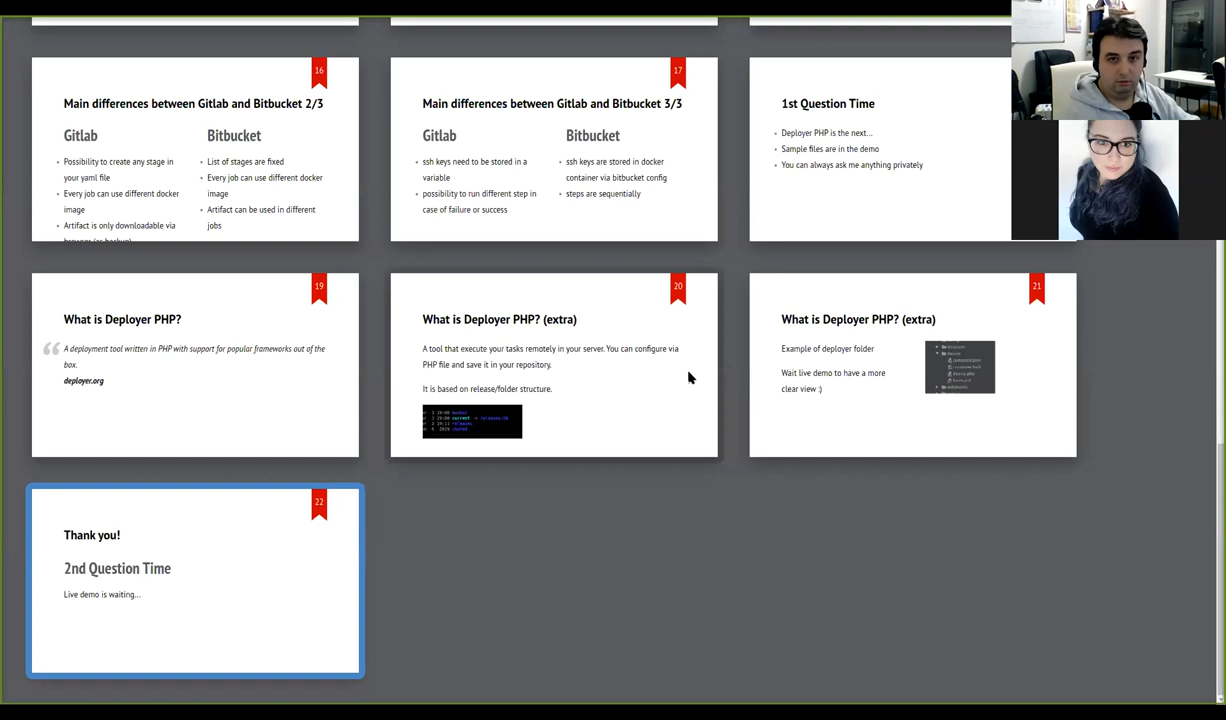 16
Main differences between Gitlab and Bitbucket 2/3
Gitlab
Possibility to create any stage in
your yaml file
Every job can use different docker
image
Artifact is only downloadable via
browser (as backup)
Bitbucket
List of stages are fixed
Every job can use different docker
image
Artifact can be used in different
jobs
17
Main differences between Gitlab and Bitbucket 3/3
Gitlab
ssh keys need to be stored in a
variable
possibility to run different step in
case of failure or success
Bitbucket
ssh keys are stored in docker
container via bitbucket config
steps are sequentially
1st Question Time
Deployer PHP is the next...
Sample files are in the demo
You can always ask me anything privately
19
What is Deployer PHP?
A deployment tool written in PHP with support for popular frameworks out of the
box.
deployer.org
20
What is Deployer PHP? (extra)
A tool that execute your tasks remotely in your server. You can configure via
PHP file and save it in your repository.
It is based on release/folder structure.
current -> releases/
releases
shared
21
What is Deployer PHP? (extra)
Example of deployer folder
Wait live demo to have a more
clear view :)
22
Thank you!
2nd Question Time
Live demo is waiting...